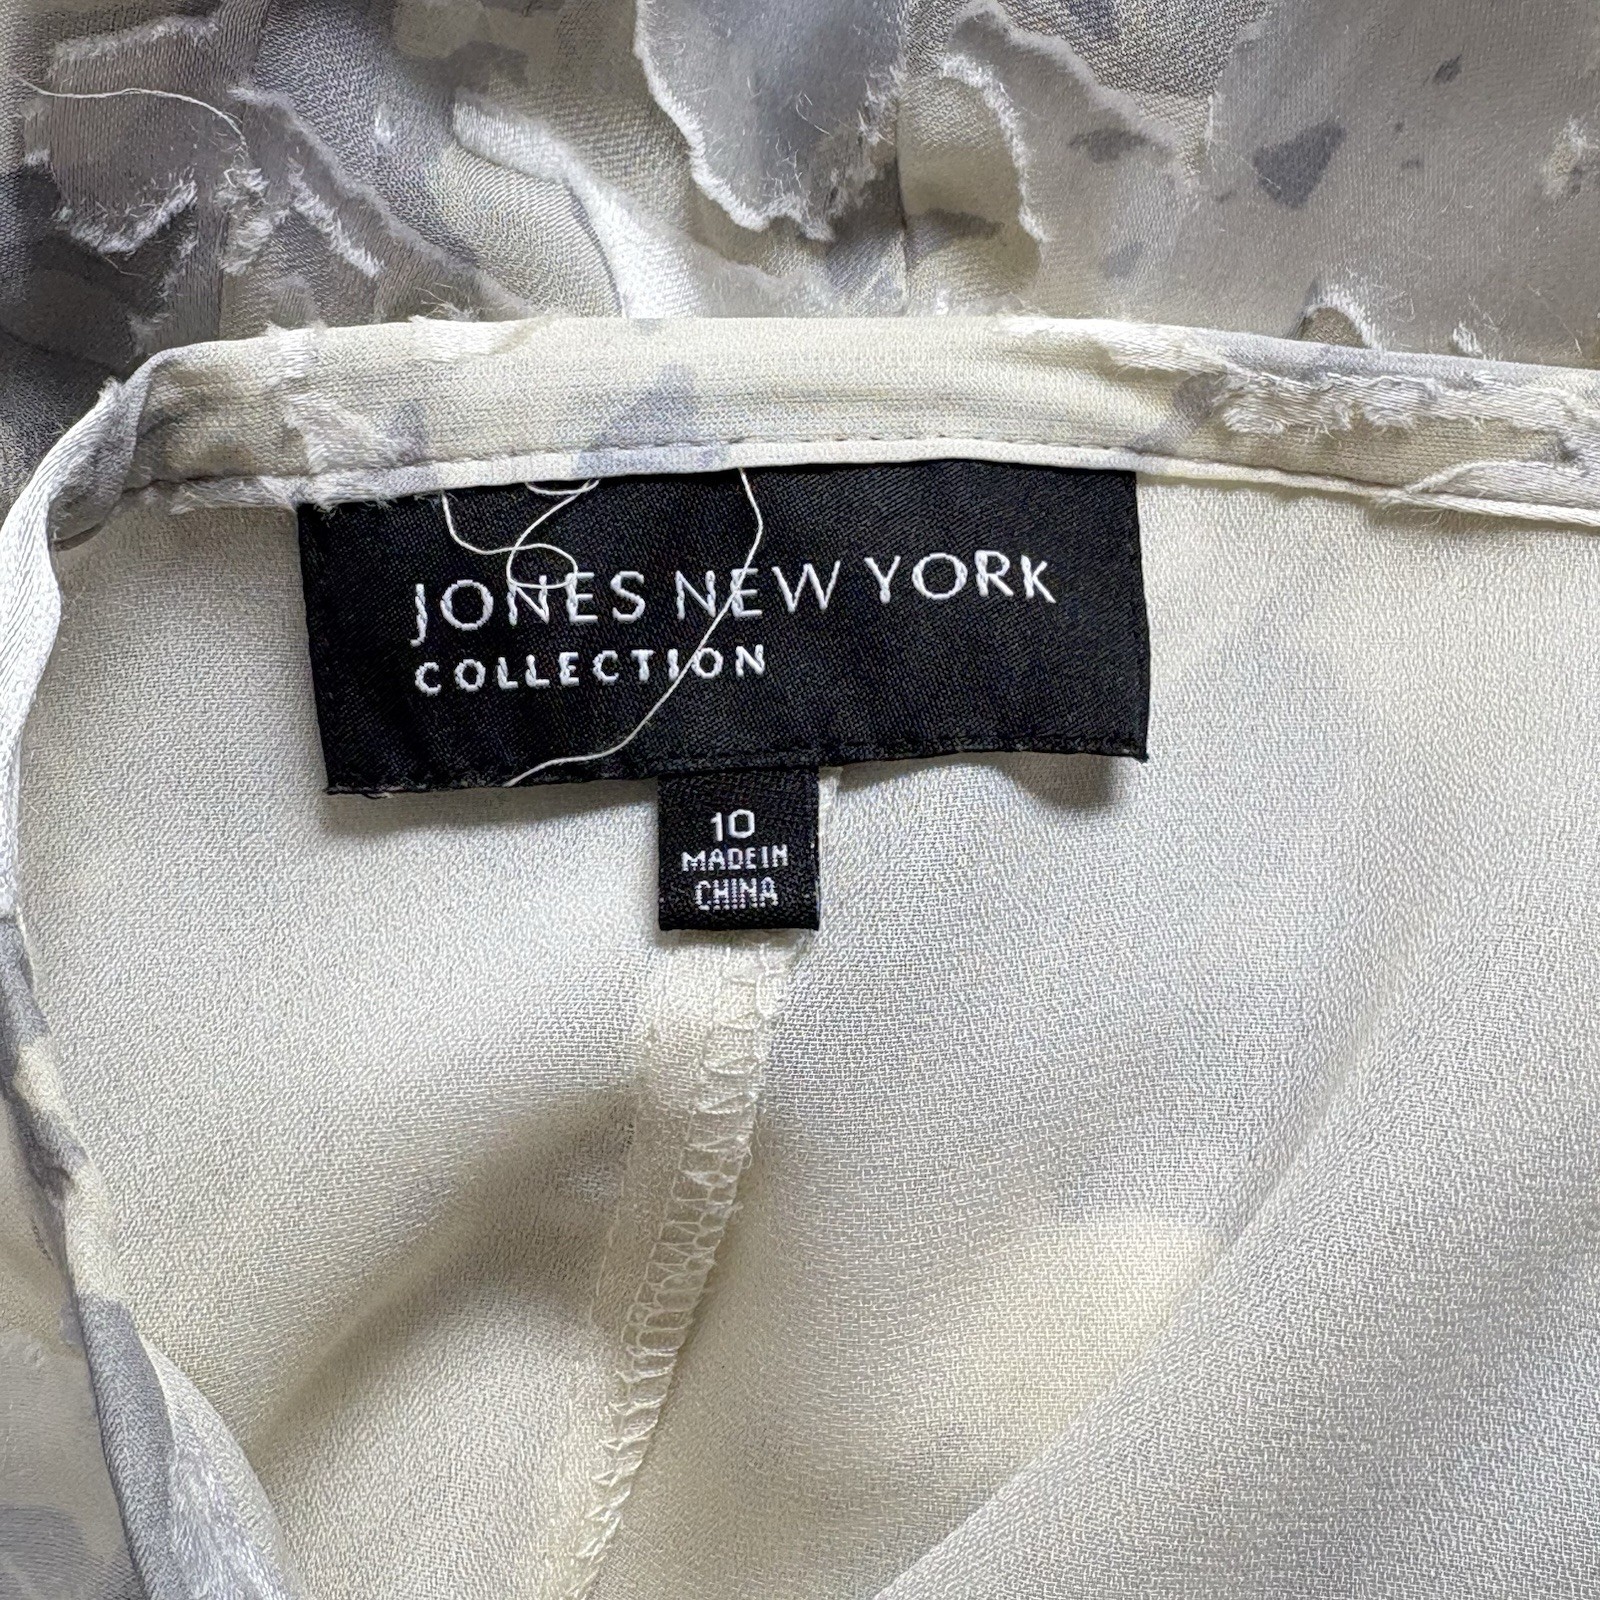 JONES NEW YORK
COLLECTION
10
MADE IN
CHINA